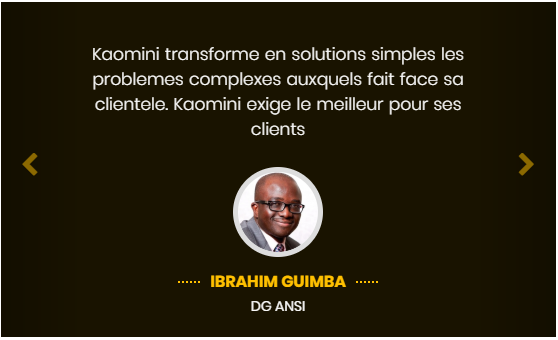 Kaomini transforme en solutions simples les
problemes complexes auxquels fait face sa
clientele. Kaomini exige le meilleur pour ses
clients
IBRAHIM GUIMBA
DG ANSI